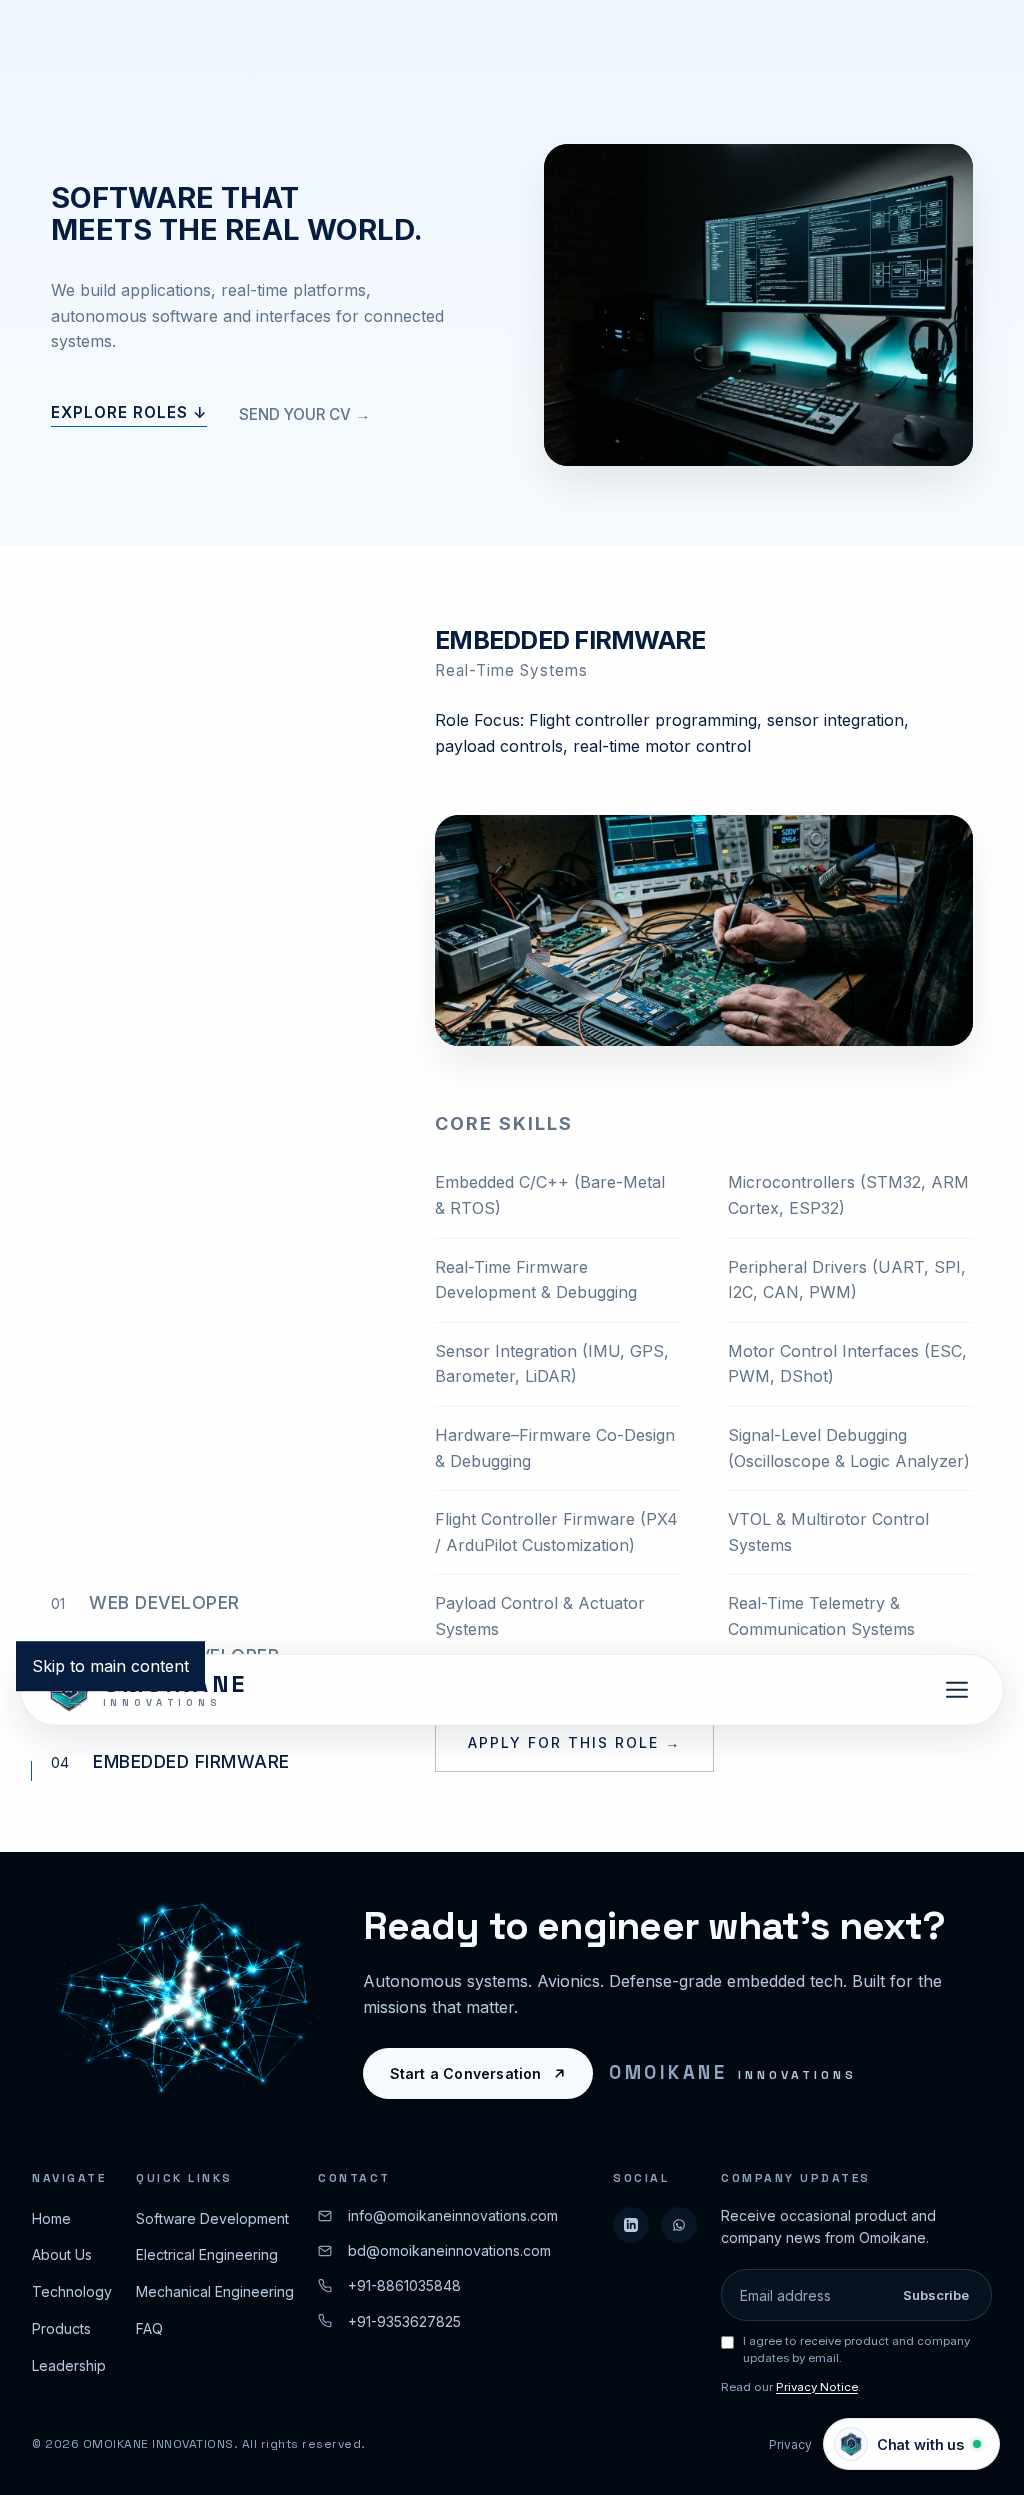 SOFTWARE THAT
MEETS THE REAL WORLD.
We build applications, real-time platforms,
autonomous software and interfaces for connected
systems.
EXPLORE ROLES ↓
SEND YOUR CV →
EMBEDDED FIRMWARE
Real-Time Systems
Role Focus: Flight controller programming, sensor integration,
payload controls, real-time motor control
CORE SKILLS
Embedded C/C++ (Bare-Metal
& RTOS)
Microcontrollers (STM32, ARM
Cortex, ESP32)
Real-Time Firmware
Development & Debugging
Peripheral Drivers (UART, SPI,
I2C, CAN, PWM)
Sensor Integration (IMU, GPS,
Barometer, LiDAR)
Motor Control Interfaces (ESC,
PWM, DShot)
Hardware–Firmware Co-Design
& Debugging
Signal-Level Debugging
(Oscilloscope & Logic Analyzer)
Flight Controller Firmware (PX4
/ ArduPilot Customization)
VTOL & Multirotor Control
Systems
Payload Control & Actuator
Systems
Real-Time Telemetry &
Communication Systems
01 WEB DEVELOPER
Skip to main content
INNOVATIONS
APPLY FOR THIS ROLE →
04 EMBEDDED FIRMWARE
Ready to engineer what's next?
Autonomous systems. Avionics. Defense-grade embedded tech. Built for the
missions that matter.
Start a Conversation ↗
OMOIKANE INNOVATIONS
NAVIGATE
Home
About Us
Technology
Products
Leadership
QUICK LINKS
Software Development
Electrical Engineering
Mechanical Engineering
FAQ
CONTACT
info@omoikaneinnovations.com
bd@omoikaneinnovations.com
+91-8861035848
+91-9353627825
SOCIAL
COMPANY UPDATES
Receive occasional product and
company news from Omoikane.
Email address
Subscribe
I agree to receive product and company
updates by email.
Read our Privacy Notice.
© 2026 OMOIKANE INNOVATIONS. All rights reserved.
Privacy
Chat with us